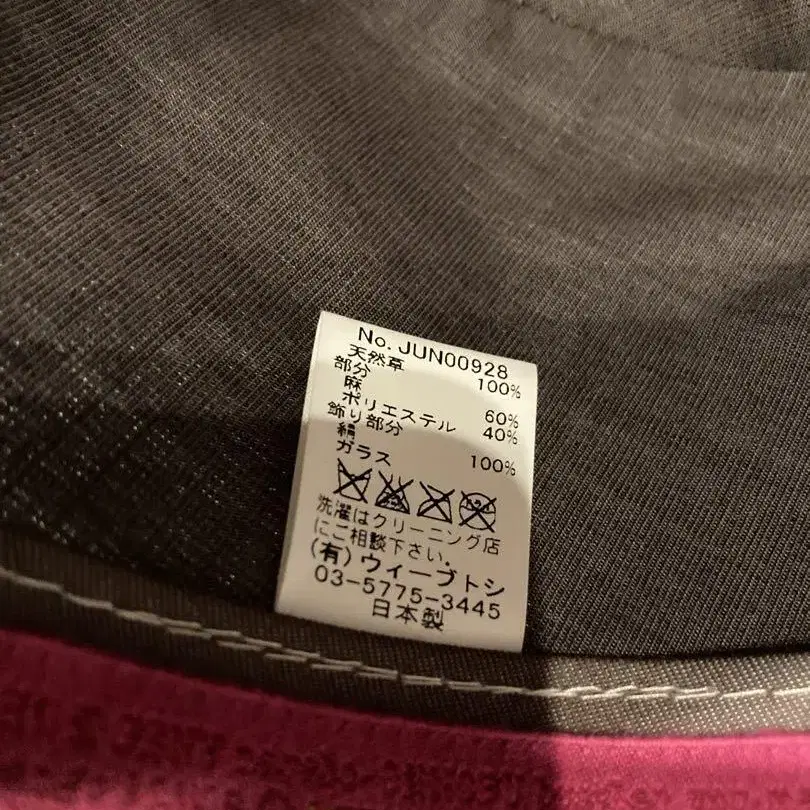 No. JUN00928
天然草 100%
部分
麻 60%
ポリエステル 40%
飾り部分
絹 100%
ガラス
洗濯はクリーニング店
にご相談下さい.
(有)ウィーブトシ
03-5775-3445
日本製